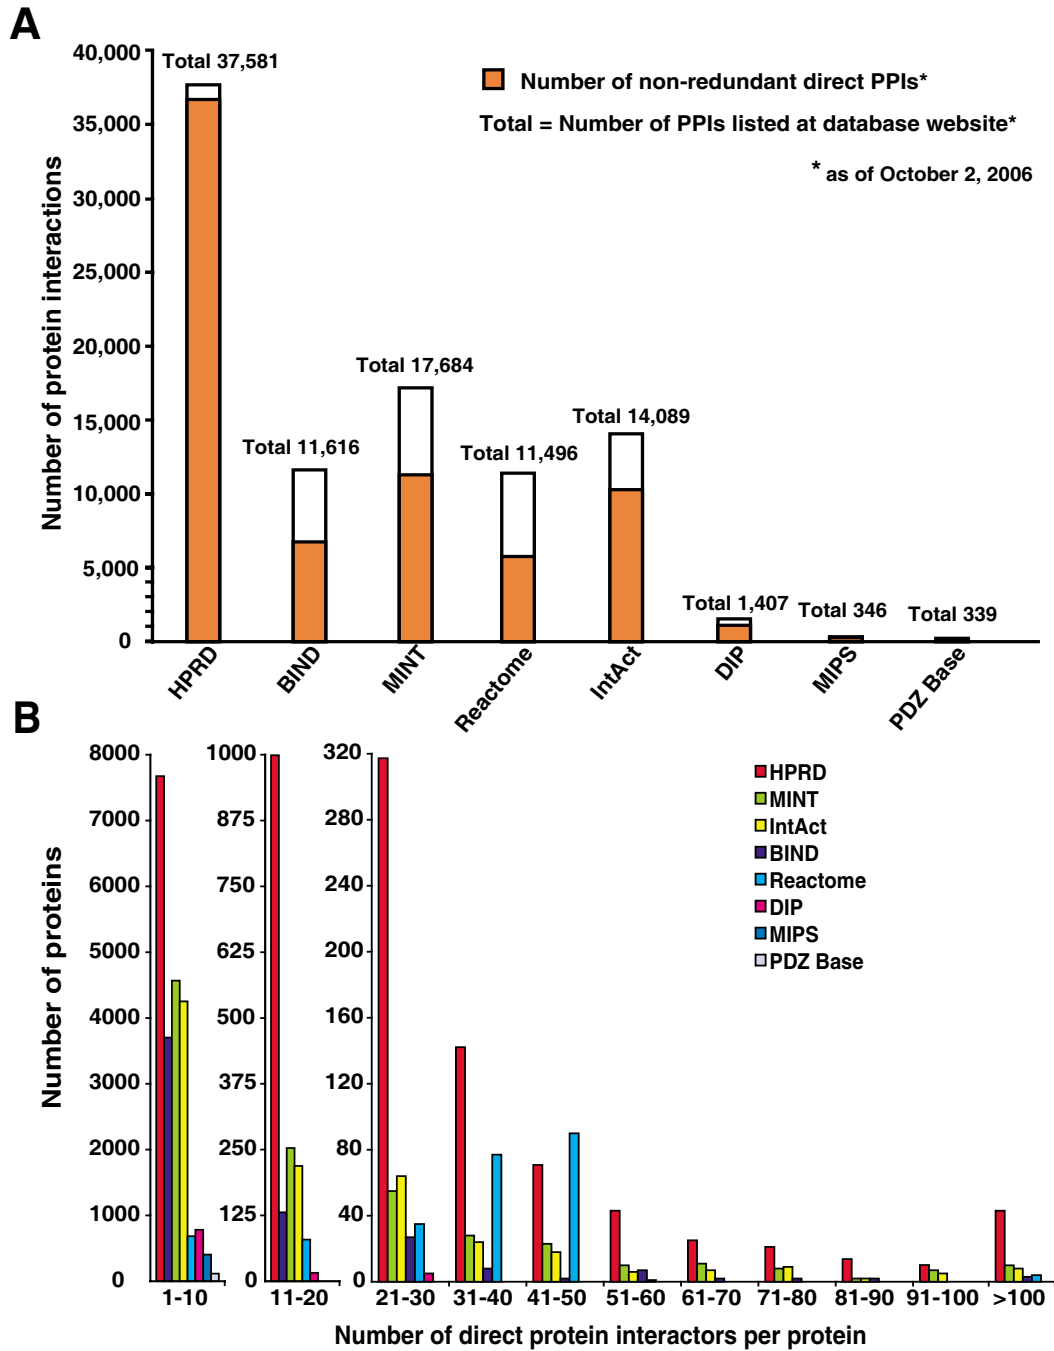 A
Number of protein interactions
40,000
35,000
30,000
25,000
20,000
15,000
10,000
5,000
0
Total 37,581
Total 11,616
Total 17,684
Total 11,496
Total 14,089
Total 1,407
Total 346
Total 339
Number of non-redundant direct PPIs*
Total = Number of PPIs listed at database website*
* as of October 2, 2006
HPRD
BIND
MINT
Reactome
IntAct
DIP
MIPS
PDZ Base
B
Number of proteins
8000
7000
6000
5000
4000
3000
2000
1000
0
1000
875
750
625
500
375
250
125
0
320
280
240
200
160
120
80
40
0
HPRD
MINT
IntAct
BIND
Reactome
DIP
MIPS
PDZ Base
1-10
11-20
21-30
31-40
41-50
51-60
61-70
71-80
81-90
91-100
>100
Number of direct protein interactors per protein